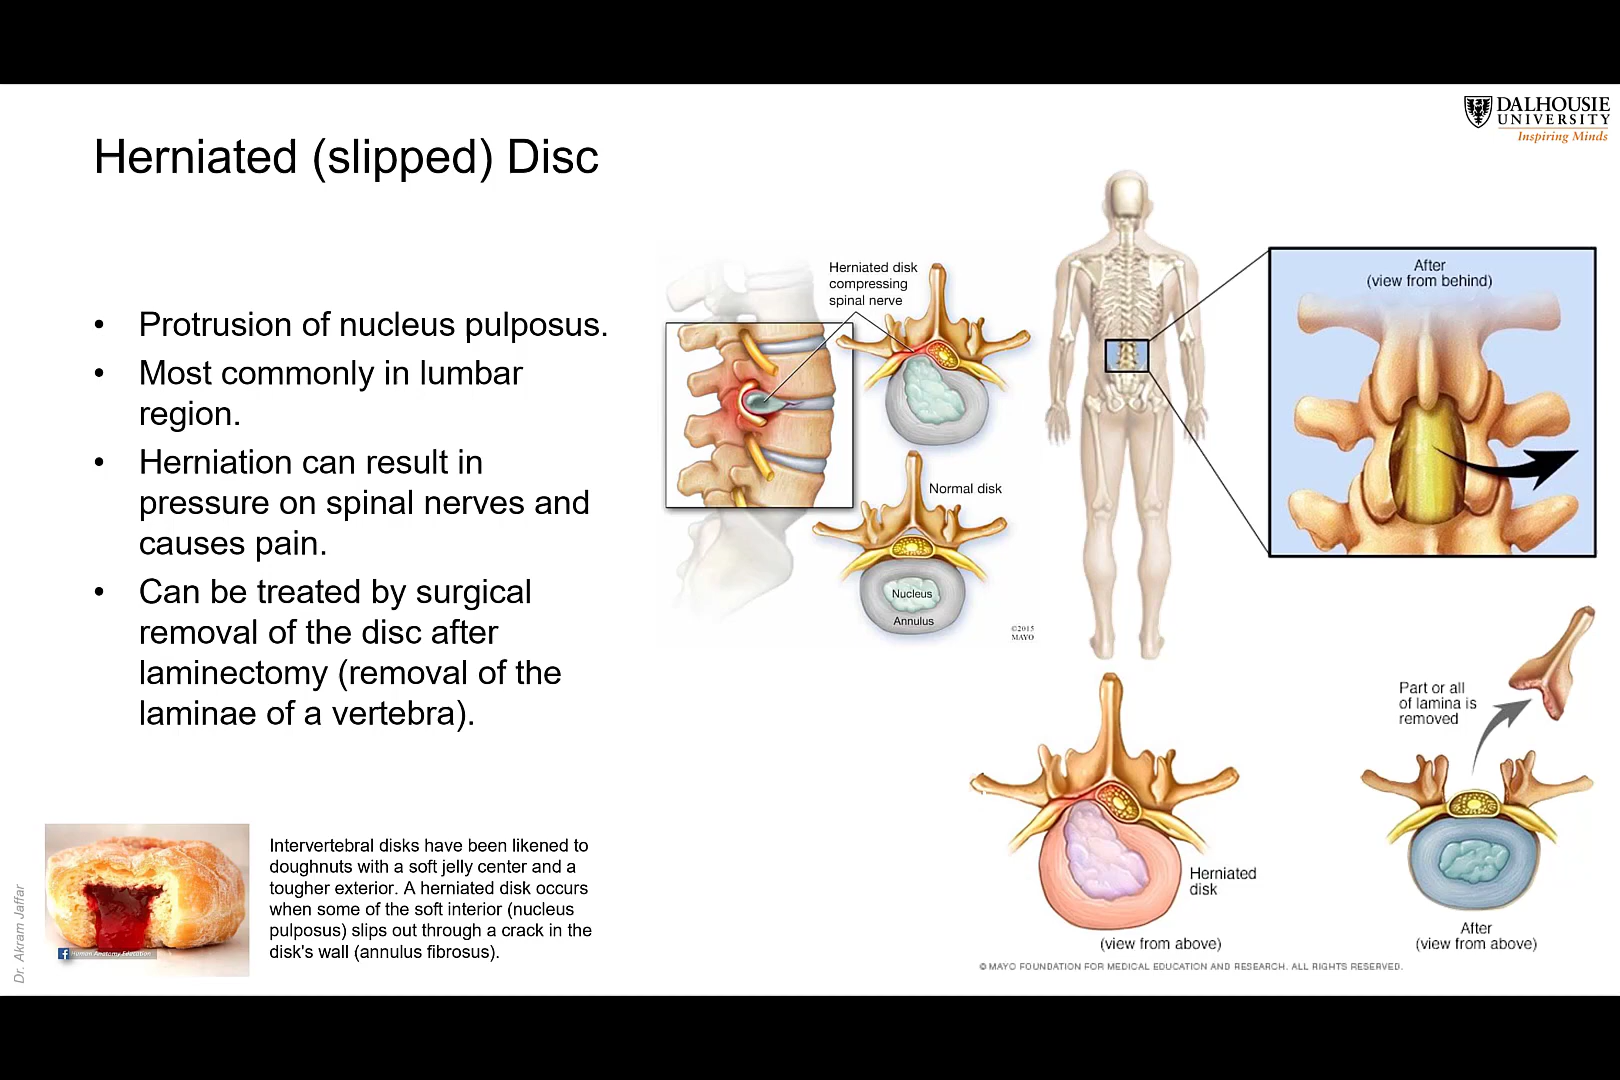 DALHOUSIE
UNIVERSITY
Inspiring Minds
Herniated (slipped) Disc
• Protrusion of nucleus pulposus.
• Most commonly in lumbar
region.
• Herniation can result in
pressure on spinal nerves and
causes pain.
• Can be treated by surgical
removal of the disc after
laminectomy (removal of the
laminae of a vertebra).
Herniated disk
compressing
spinal nerve
Normal disk
Nucleus
Annulus
©2015
MAYO
After
(view from behind)
Part or all
of lamina is
removed
Herniated
disk
(view from above)
After
(view from above)
© MAYO FOUNDATION FOR MEDICAL EDUCATION AND RESEARCH. ALL RIGHTS RESERVED.
Human Anatomy Education
Intervertebral disks have been likened to
doughnuts with a soft jelly center and a
tougher exterior. A herniated disk occurs
when some of the soft interior (nucleus
pulposus) slips out through a crack in the
disk's wall (annulus fibrosus).
Dr. Akram Jaffar